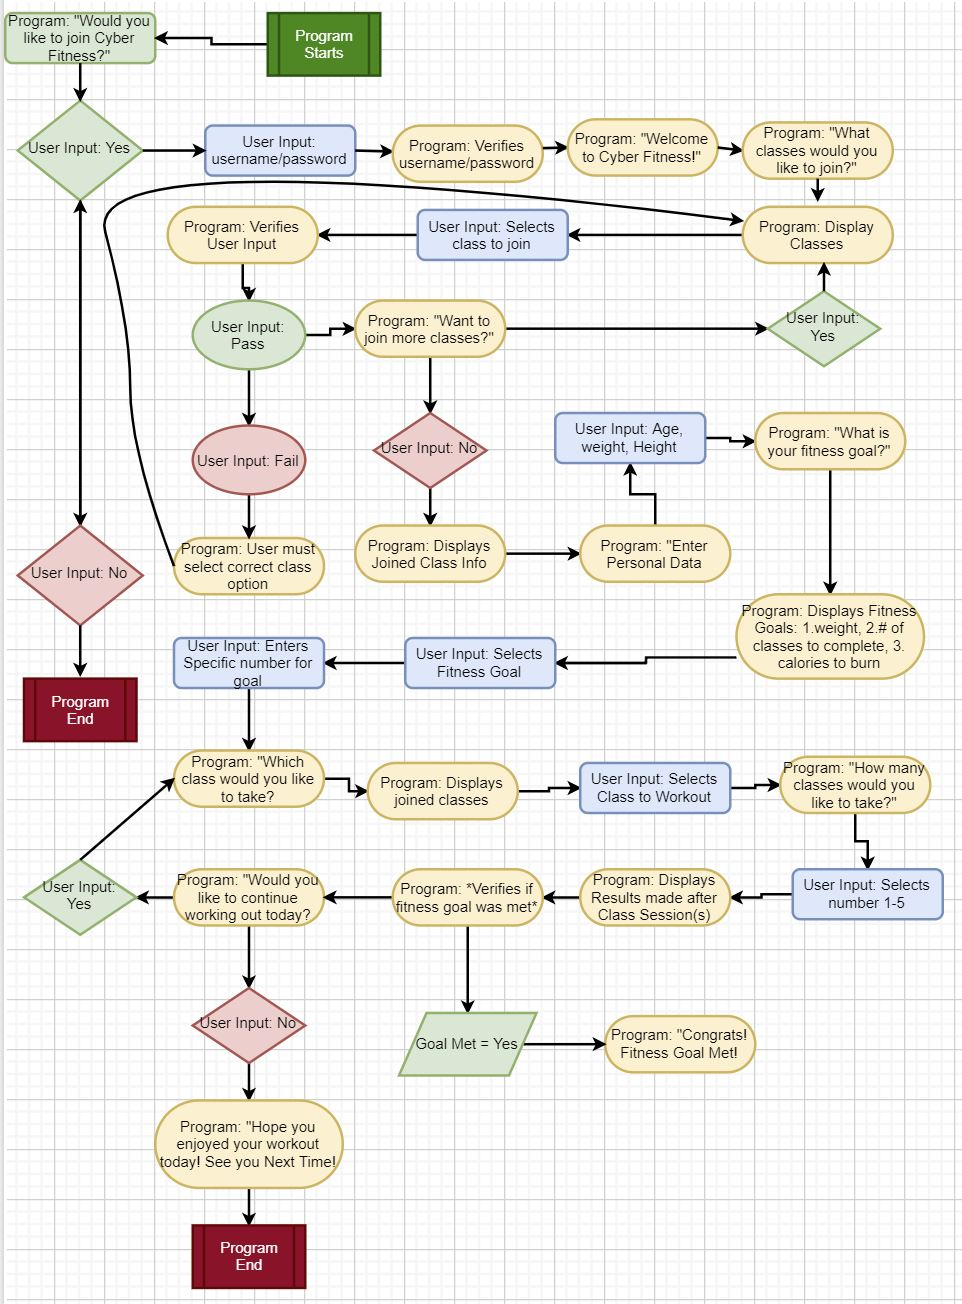 Program: "Would you
like to join Cyber
Fitness?"
Program
Starts
User Input: Yes
User Input:
username/password
Program: Verifies
username/password
Program: "Welcome
to Cyber Fitness!"
Program: "What
classes would you
like to join?"
Program: Verifies
User Input
User Input: Selects
class to join
Program: Display
Classes
User Input:
Pass
Program: "Want to
join more classes?"
User Input:
Yes
User Input: Fail
User Input: No
User Input: Age,
weight, Height
Program: "What is
your fitness goal?"
User Input: No
Program: User must
select correct class
option
Program: Displays
Joined Class Info
Program: "Enter
Personal Data
Program: Displays Fitness
Goals: 1.weight, 2.# of
classes to complete, 3.
calories to burn
Program
End
User Input: Enters
Specific number for
goal
User Input: Selects
Fitness Goal
Program: "Which
class would you like
to take?
Program: Displays
joined classes
User Input: Selects
Class to Workout
Program: "How many
classes would you
like to take?"
User Input:
Yes
Program: "Would you
like to continue
working out today?
Program: *Verifies if
fitness goal was met*
Program: Displays
Results made after
Class Session(s)
User Input: Selects
number 1-5
User Input: No
Goal Met = Yes
Program: "Congrats!
Fitness Goal Met!
Program: "Hope you
enjoyed your workout
today! See you Next Time!
Program
End